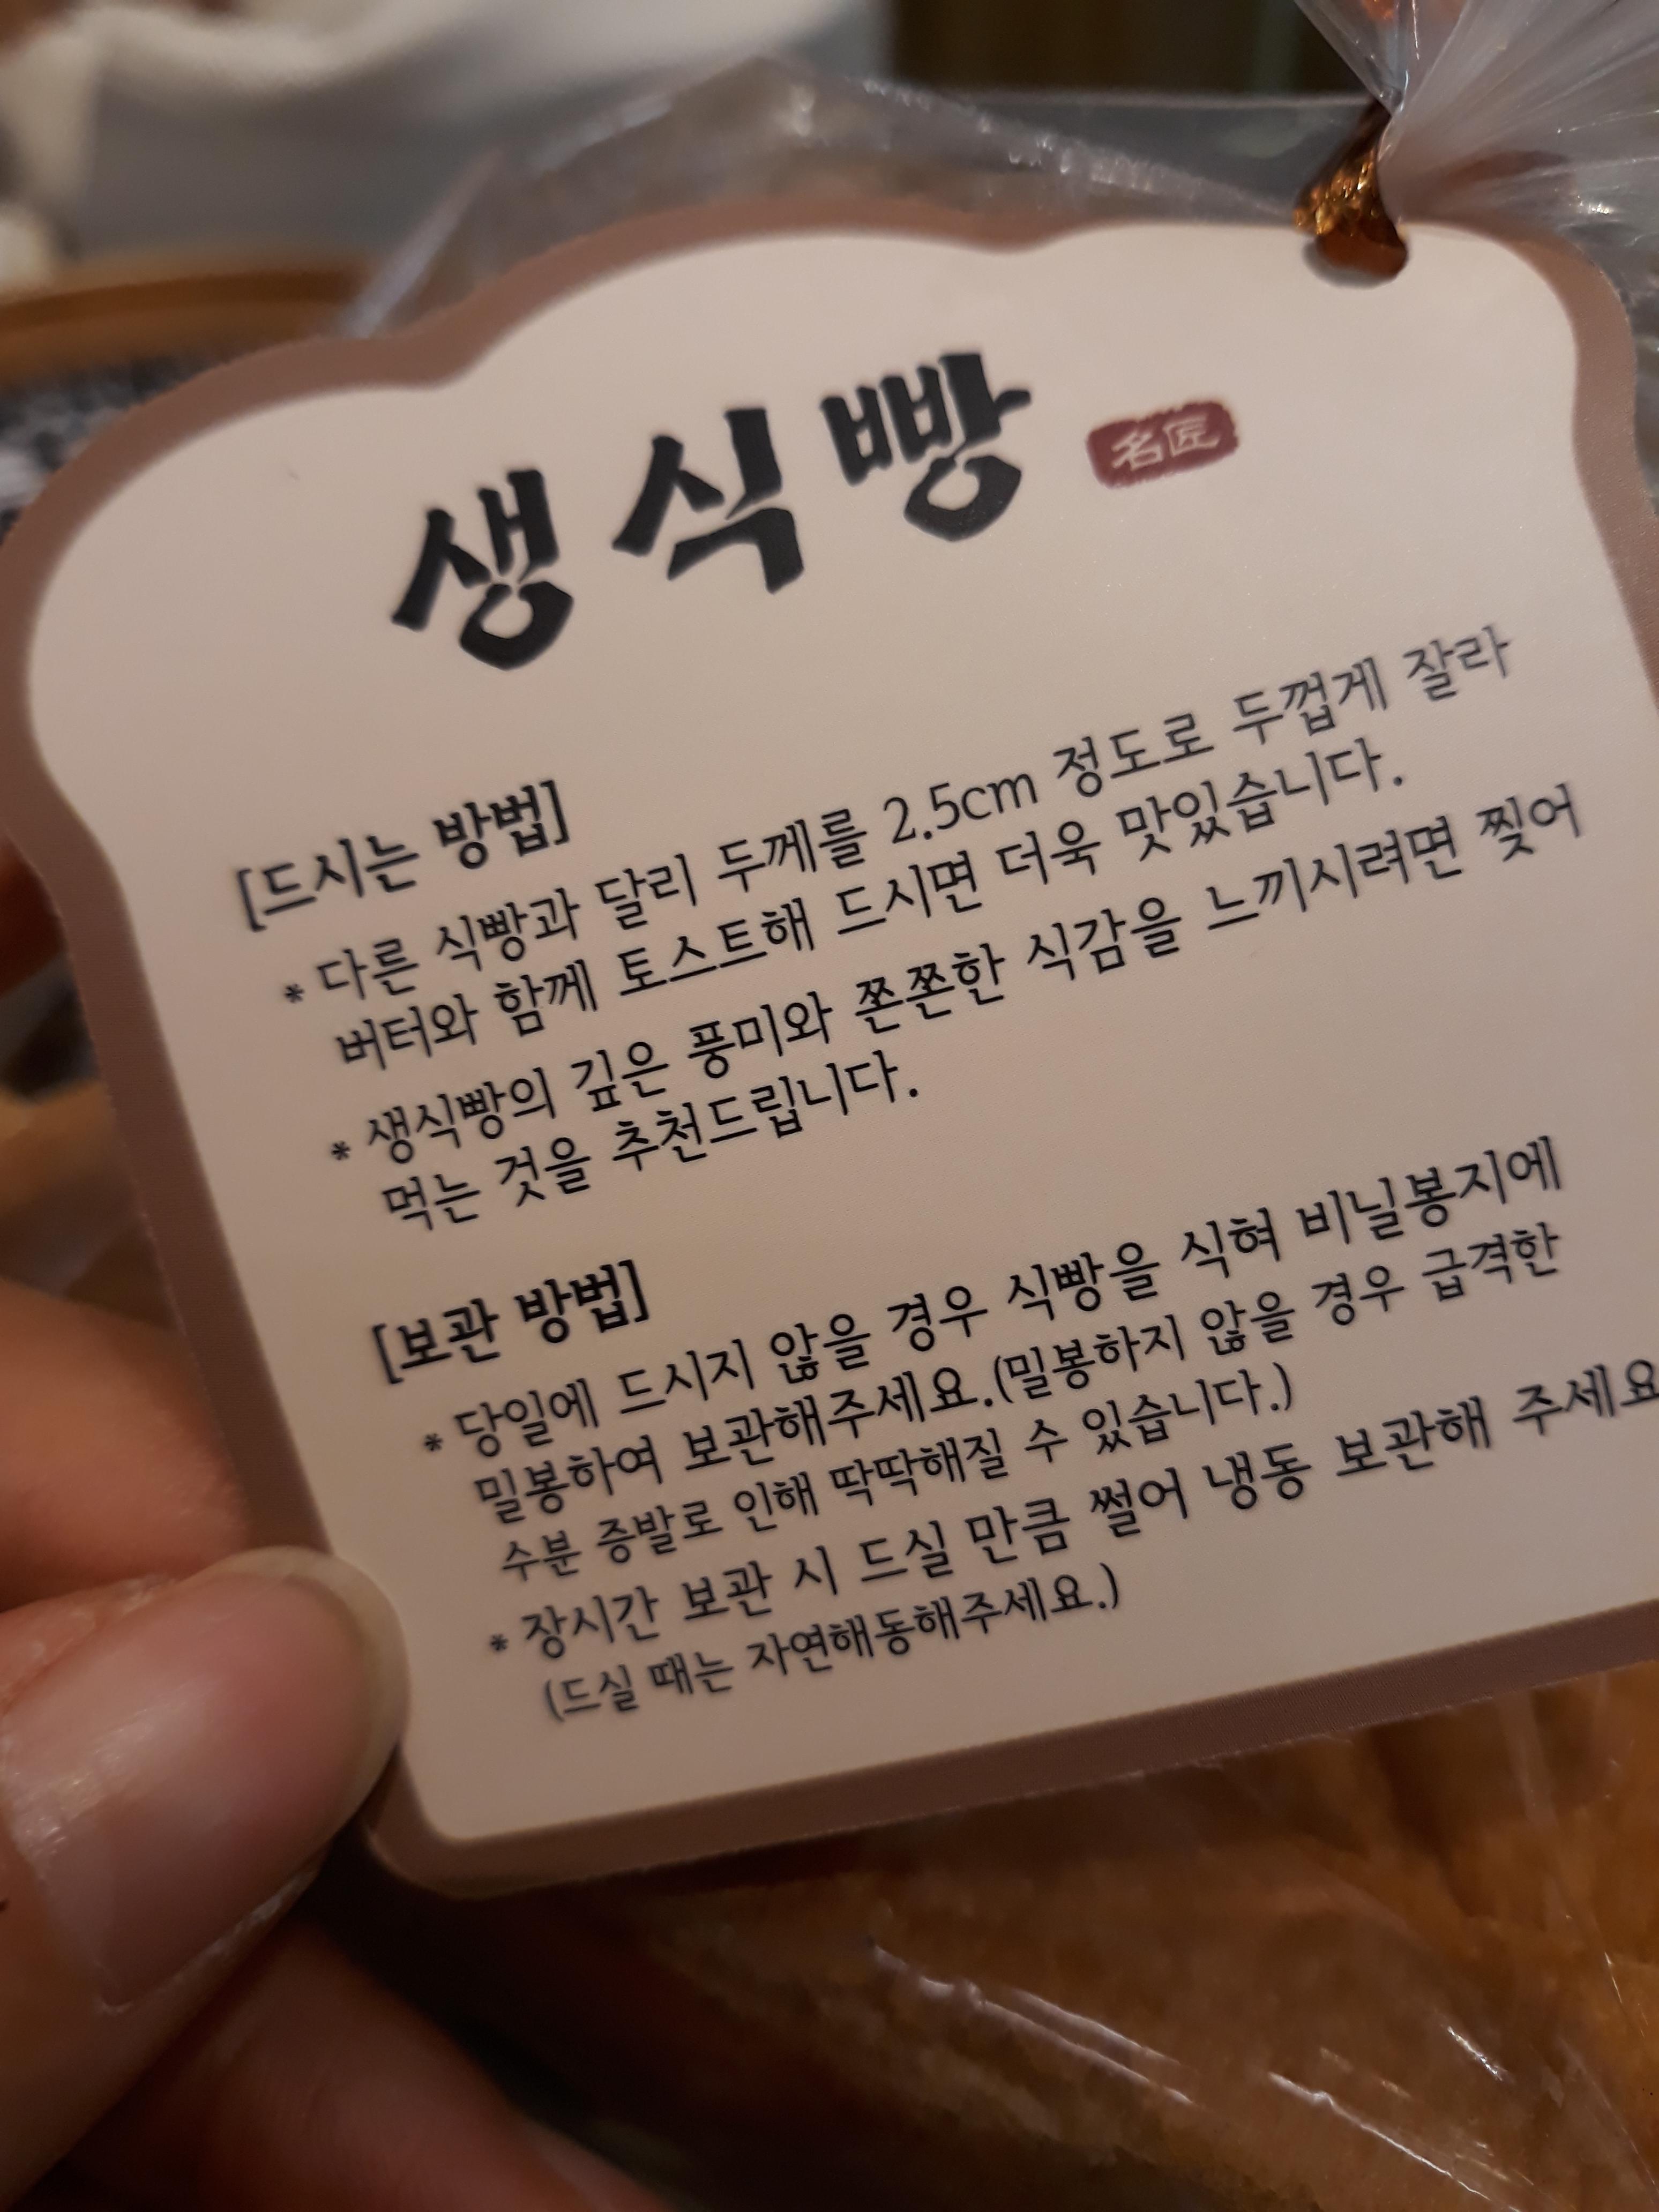 생식빵 名匠
[드시는 방법]
* 다른 식빵과 달리 두께를 2.5cm 정도로 두껍게 잘라
버터와 함께 토스트해 드시면 더욱 맛있습니다.
* 생식빵의 깊은 풍미와 쫀쫀한 식감을 느끼시려면 찢어
먹는 것을 추천드립니다.
[보관 방법]
* 당일에 드시지 않을 경우 식빵을 식혀 비닐봉지에
밀봉하여 보관해주세요.(밀봉하지 않을 경우 급격한
수분 증발로 인해 딱딱해질 수 있습니다.)
* 장시간 보관 시 드실 만큼 썰어 냉동 보관해 주세요
(드실 때는 자연해동해주세요.)